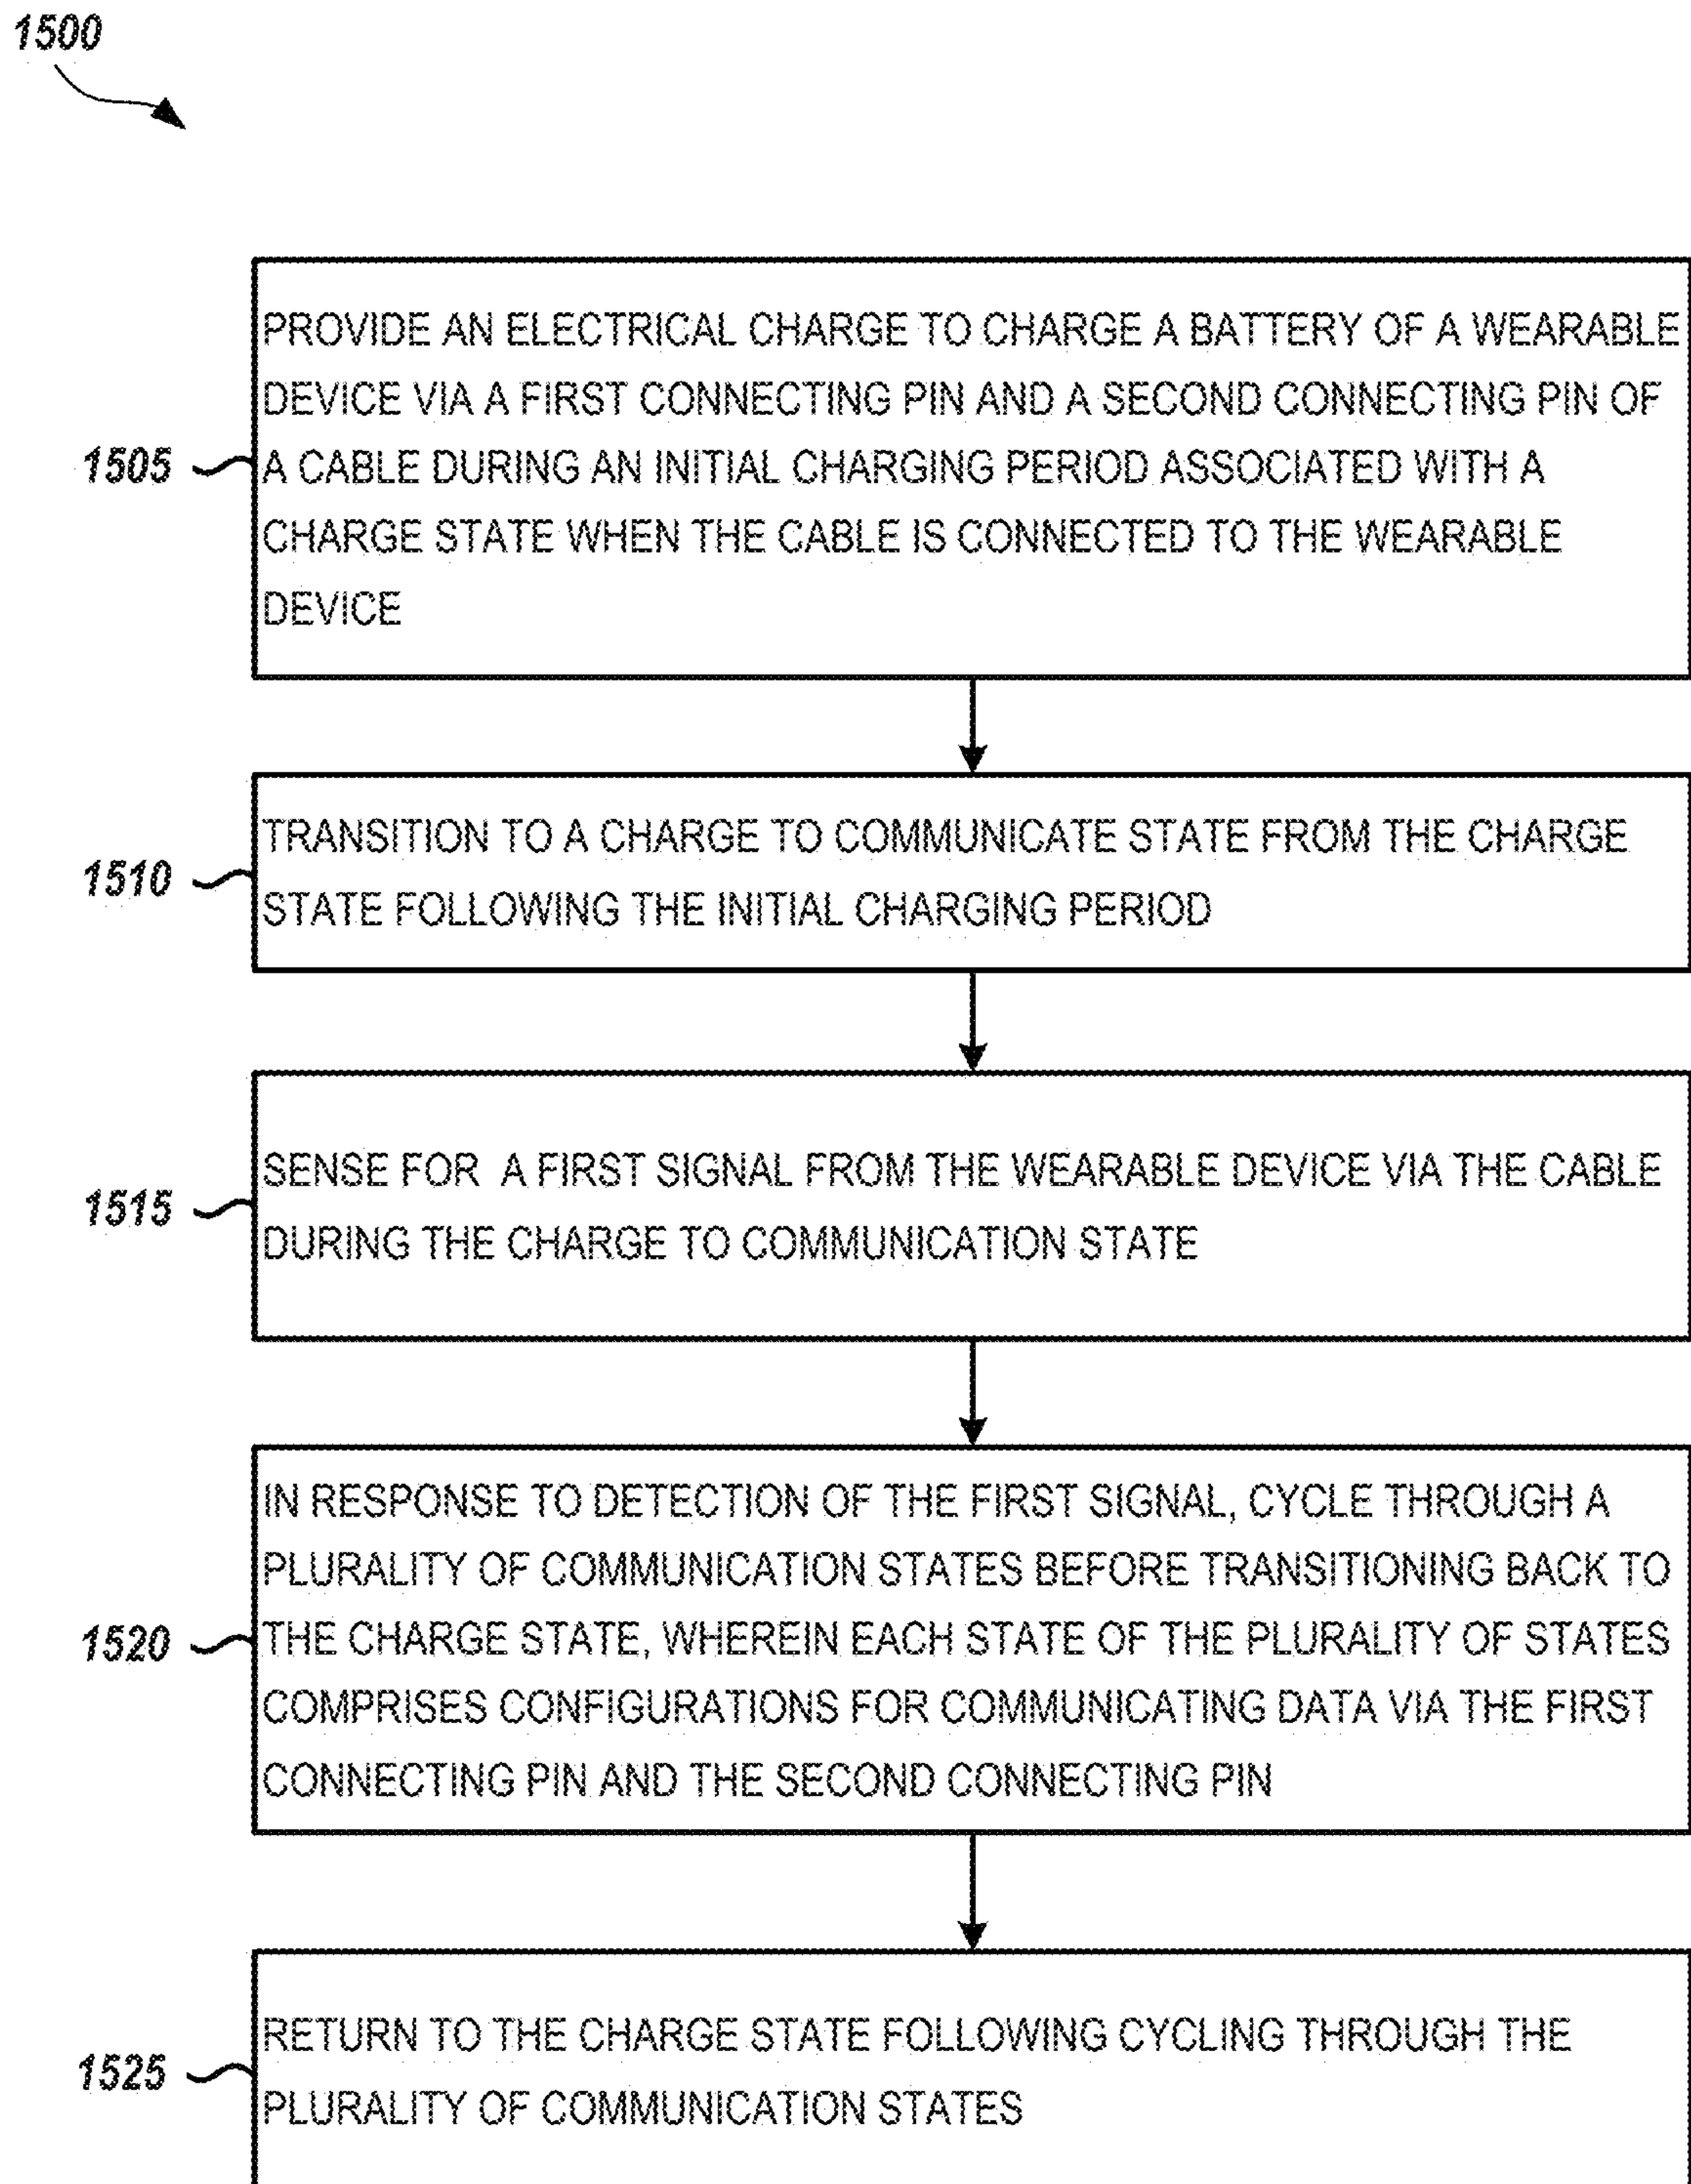 1500
PROVIDE AN ELECTRICAL CHARGE TO CHARGE A BATTERY OF A WEARABLE
DEVICE VIA A FIRST CONNECTING PIN AND A SECOND CONNECTING PIN OF
1505
A CABLE DURING AN INITIAL CHARGING PERIOD ASSOCIATED WITH A
CHARGE STATE WHEN THE CABLE IS CONNECTED TO THE WEARABLE
DEVICE
1510
TRANSITION TO A CHARGE TO COMMUNICATE STATE FROM THE CHARGE
STATE FOLLOWING THE INITIAL CHARGING PERIOD
1515
SENSE FOR A FIRST SIGNAL FROM THE WEARABLE DEVICE VIA THE CABLE
DURING THE CHARGE TO COMMUNICATION STATE
IN RESPONSE TO DETECTION OF THE FIRST SIGNAL, CYCLE THROUGH A
PLURALITY OF COMMUNICATION STATES BEFORE TRANSITIONING BACK TO
1520
THE CHARGE STATE, WHEREIN EACH STATE OF THE PLURALITY OF STATES
COMPRISES CONFIGURATIONS FOR COMMUNICATING DATA VIA THE FIRST
CONNECTING PIN AND THE SECOND CONNECTING PIN
1525
RETURN TO THE CHARGE STATE FOLLOWING CYCLING THROUGH THE
PLURALITY OF COMMUNICATION STATES